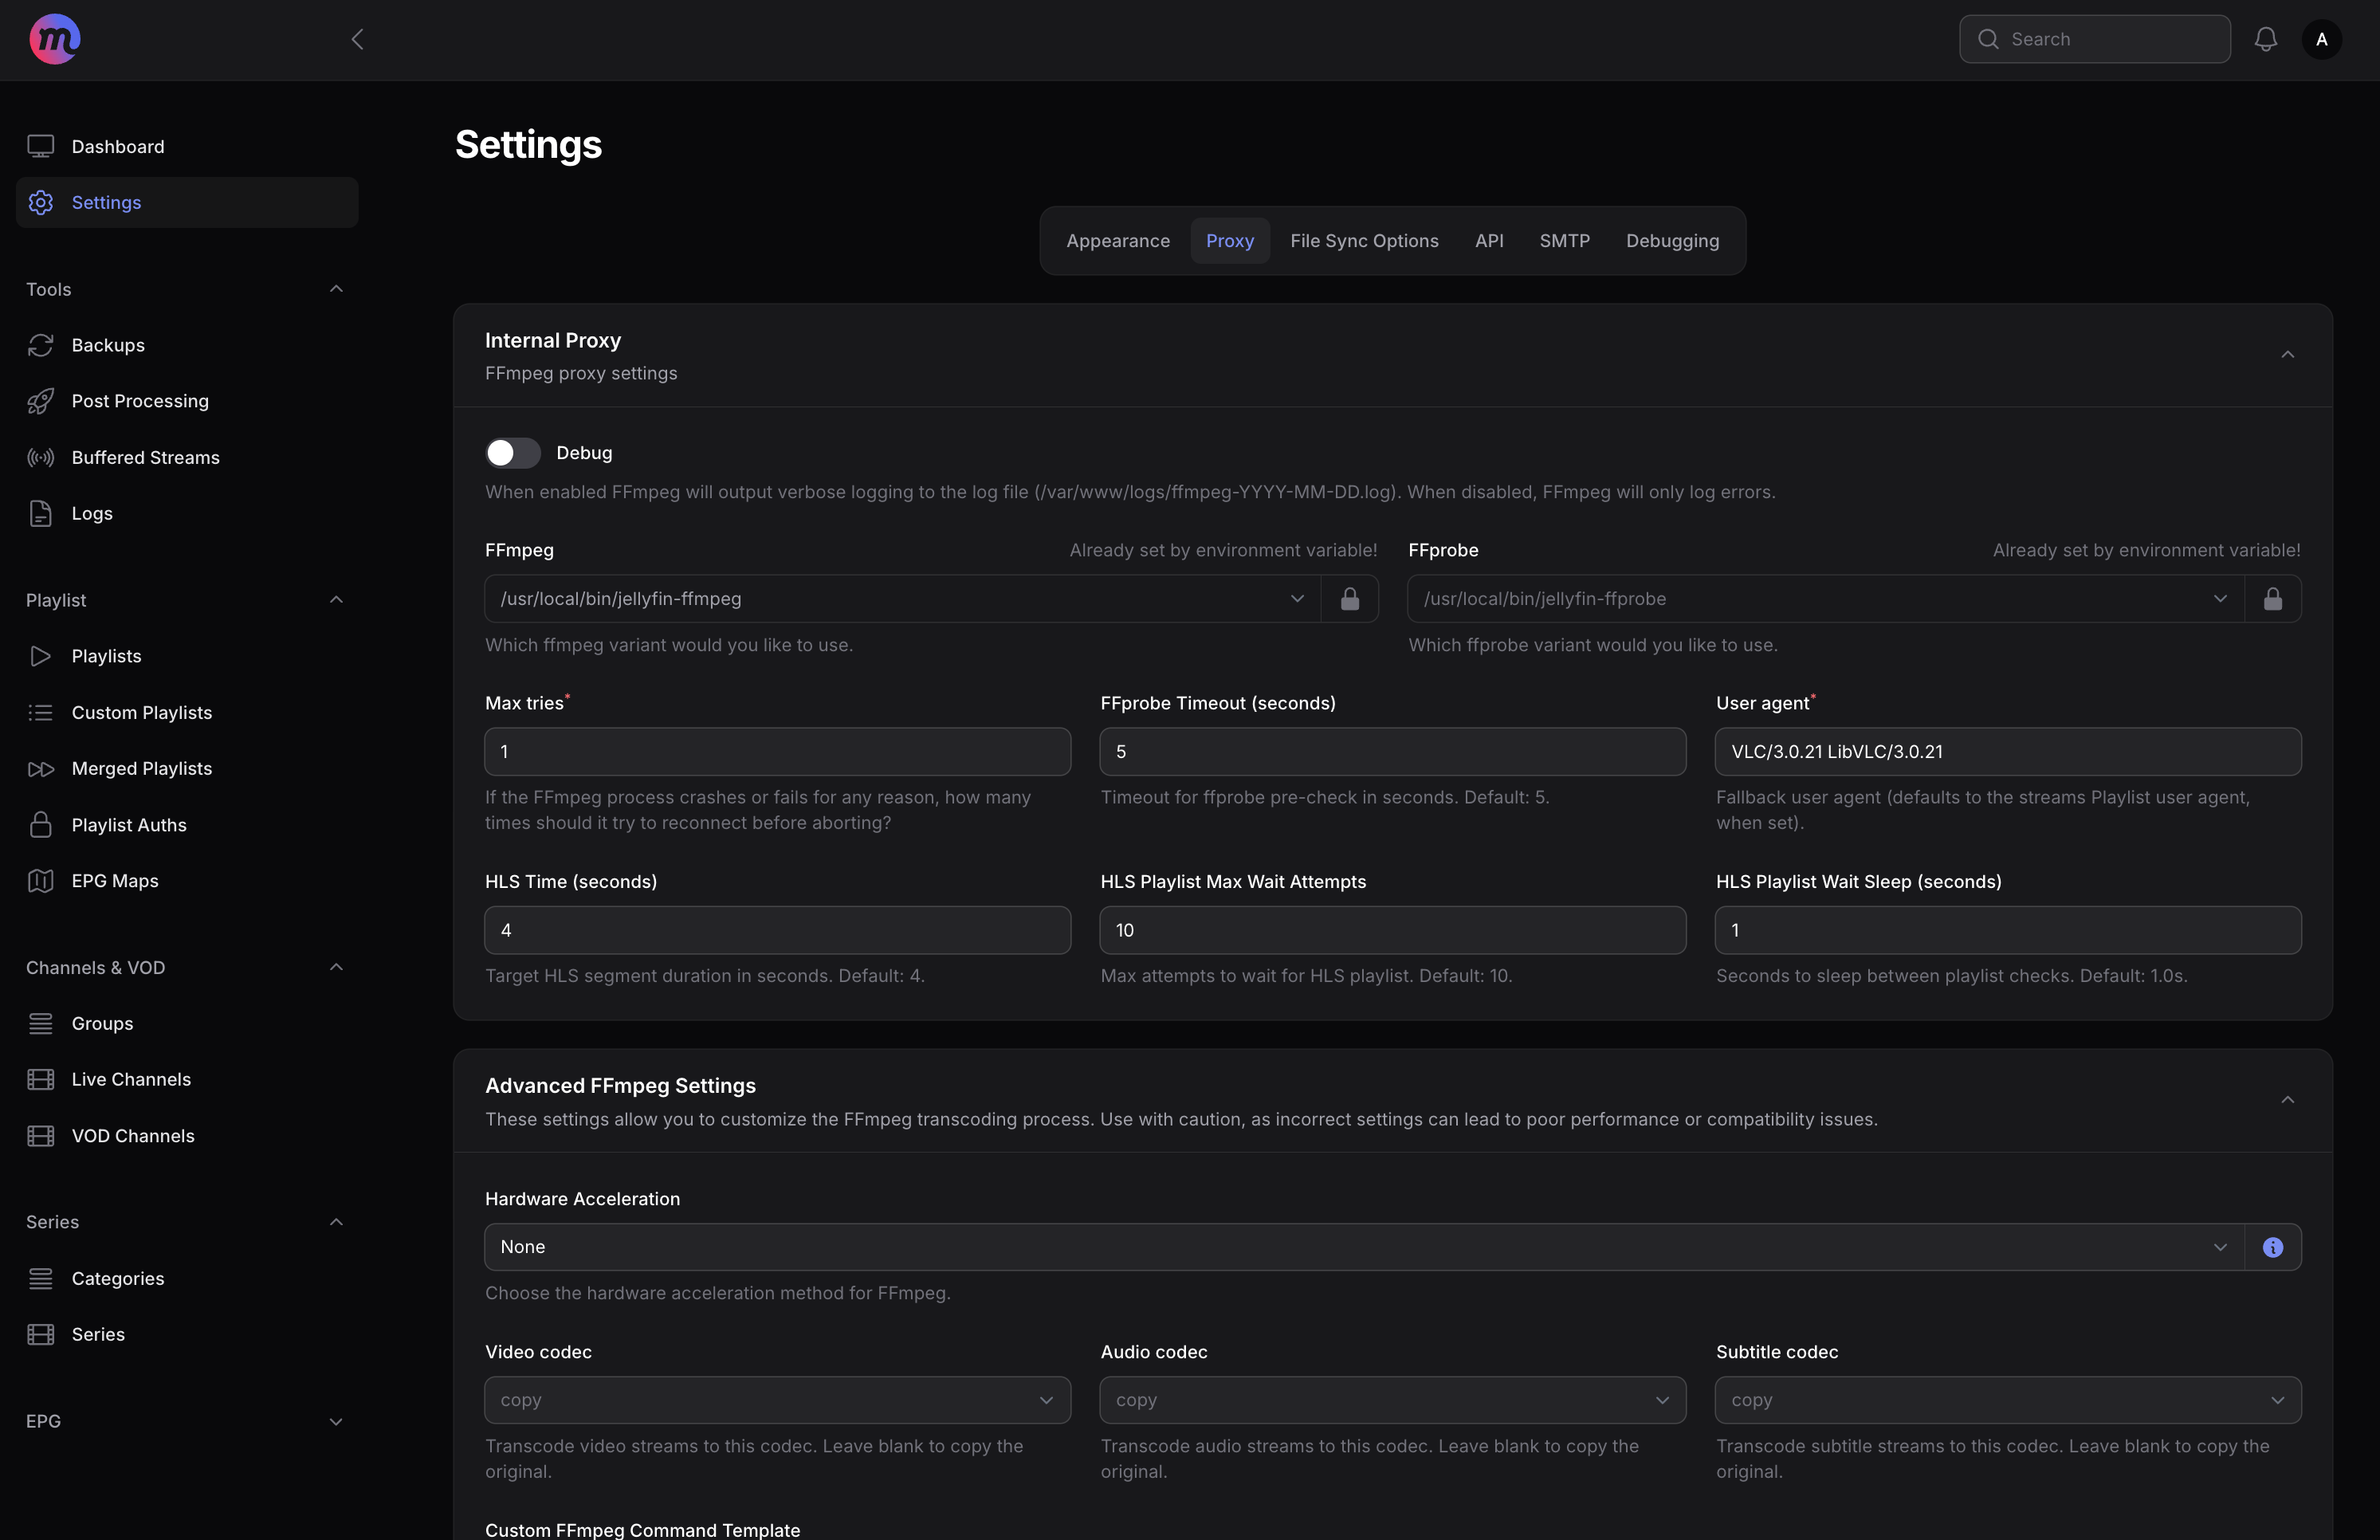 m
Search
A
Dashboard
Settings
Tools
Backups
Post Processing
Buffered Streams
Logs
Playlist
Playlists
Custom Playlists
Merged Playlists
Playlist Auths
EPG Maps
Channels & VOD
Groups
Live Channels
VOD Channels
Series
Categories
Series
EPG
Settings
Appearance
Proxy
File Sync Options
API
SMTP
Debugging
Internal Proxy
FFmpeg proxy settings
Debug
When enabled FFmpeg will output verbose logging to the log file (/var/www/logs/ffmpeg-YYYY-MM-DD.log). When disabled, FFmpeg will only log errors.
FFmpeg
Already set by environment variable!
/usr/local/bin/jellyfin-ffmpeg
Which ffmpeg variant would you like to use.
FFprobe
Already set by environment variable!
/usr/local/bin/jellyfin-ffprobe
Which ffprobe variant would you like to use.
Max tries*
1
If the FFmpeg process crashes or fails for any reason, how many
times should it try to reconnect before aborting?
FFprobe Timeout (seconds)
5
Timeout for ffprobe pre-check in seconds. Default: 5.
User agent*
VLC/3.0.21 LibVLC/3.0.21
Fallback user agent (defaults to the streams Playlist user agent,
when set).
HLS Time (seconds)
4
Target HLS segment duration in seconds. Default: 4.
HLS Playlist Max Wait Attempts
10
Max attempts to wait for HLS playlist. Default: 10.
HLS Playlist Wait Sleep (seconds)
1
Seconds to sleep between playlist checks. Default: 1.0s.
Advanced FFmpeg Settings
These settings allow you to customize the FFmpeg transcoding process. Use with caution, as incorrect settings can lead to poor performance or compatibility issues.
Hardware Acceleration
None
Choose the hardware acceleration method for FFmpeg.
Video codec
copy
Transcode video streams to this codec. Leave blank to copy the
original.
Audio codec
copy
Transcode audio streams to this codec. Leave blank to copy the
original.
Subtitle codec
copy
Transcode subtitle streams to this codec. Leave blank to copy the
original.
Custom FFmpeg Command Template